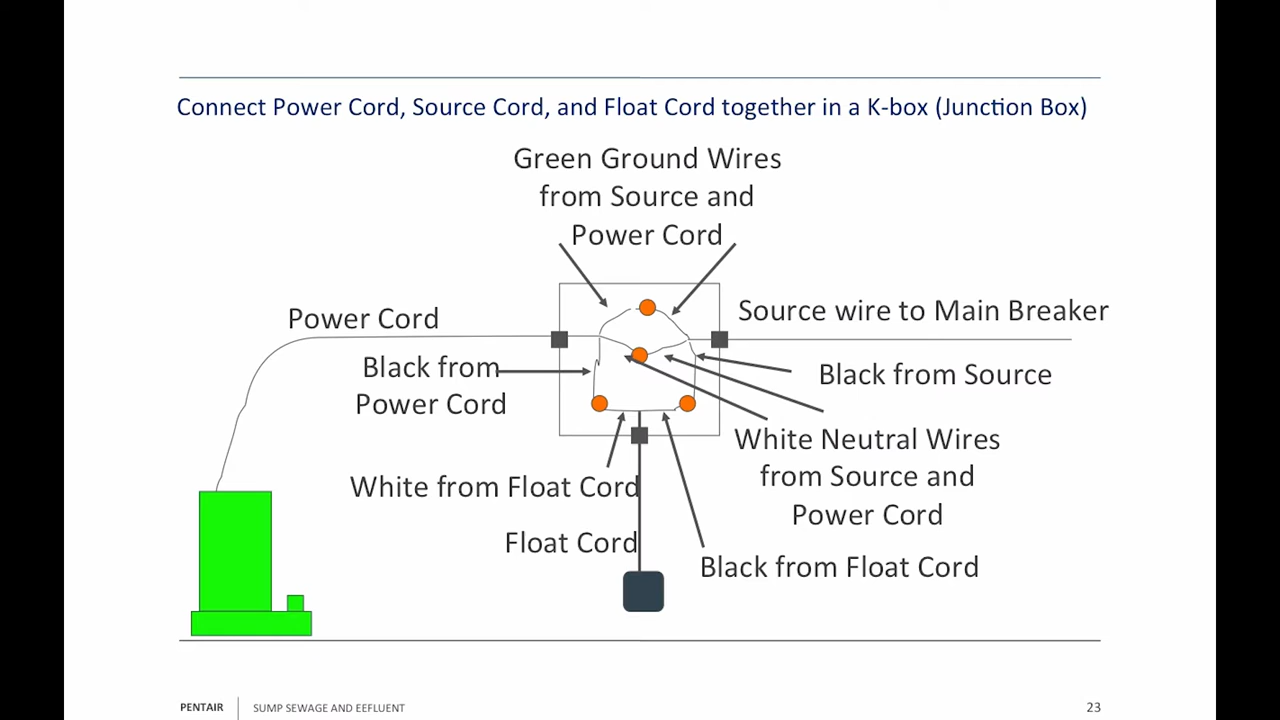 Connect Power Cord, Source Cord, and Float Cord together in a K-box (Junction Box)
Green Ground Wires
from Source and
Power Cord
Power Cord
Source wire to Main Breaker
Black from
Power Cord
Black from Source
White Neutral Wires
from Source and
Power Cord
White from Float Cord
Float Cord
Black from Float Cord
PENTAIR
SUMP SEWAGE AND EEFLUENT
23